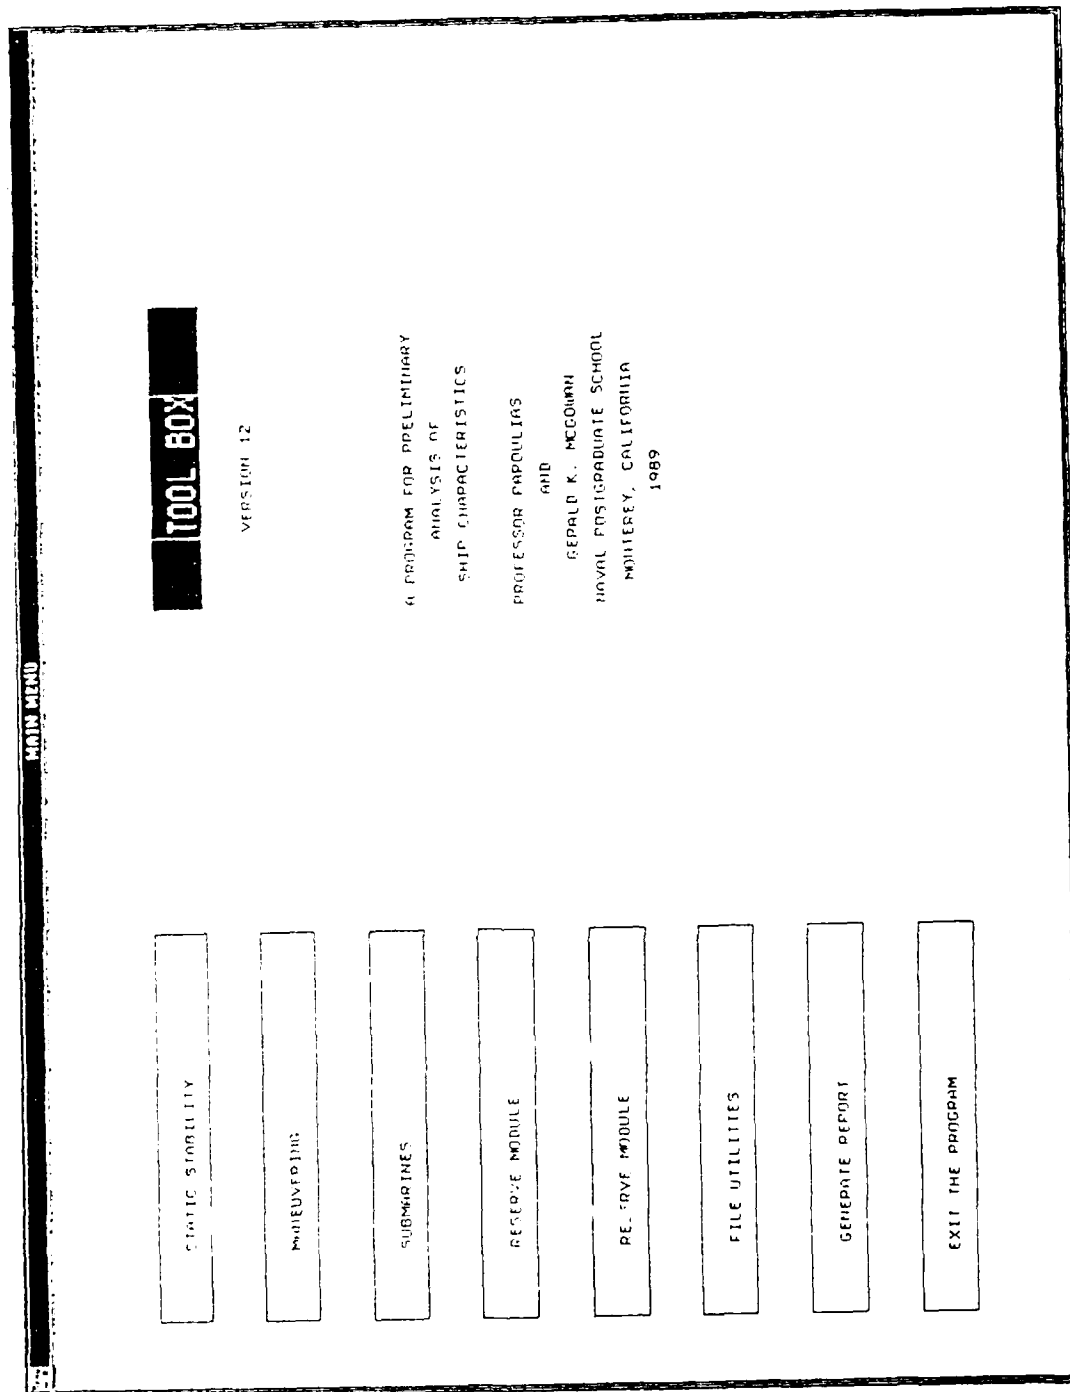 MAIN MENU
STATIC STABILITY
MANEUVERING
SUBMARINES
RESERVE MODULE
RESERVE MODULE
FILE UTILITIES
GENERATE REPORT
EXIT THE PROGRAM
TOOL BOX
VERSION 12
A PROGRAM FOR PRELIMINARY
ANALYSIS OF
SHIP CHARACTERISTICS
PROFESSOR PAPOULIAS
AND
GERALD K. MCGOWAN
NAVAL POSTGRADUATE SCHOOL
MONTEREY, CALIFORNIA
1989